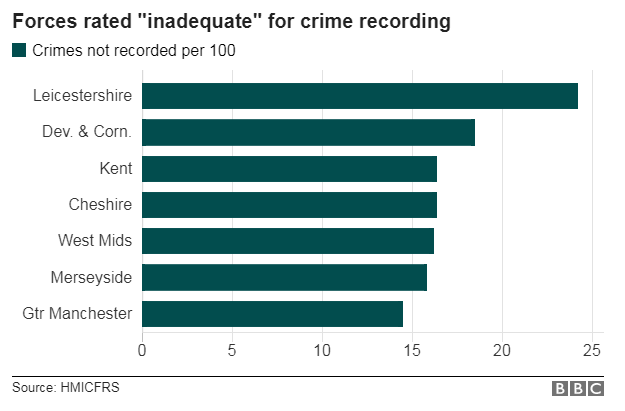 Forces rated "inadequate" for crime recording
Crimes not recorded per 100
Leicestershire
Dev. & Corn.
Kent
Cheshire
West Mids
Merseyside
Gtr Manchester
0 5 10 15 20 25
Source: HMICFRS
BBC